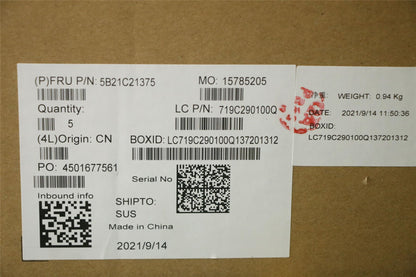 (P)FRU P/N: 5B21C21375
MO: 15785205
Quantity:
5
LC P/N: 719C290100Q
(4L)Origin: CN
BOXID: LC719C290100Q137201312
PO: 4501677561
Serial No
Inbound info
SHIPTO:
SUS
Made in China
2021/9/14
WEIGHT: 0.94 Kg
DATE: 2021/9/14 11:50:36
BOXID:
LC719C290100Q137201312